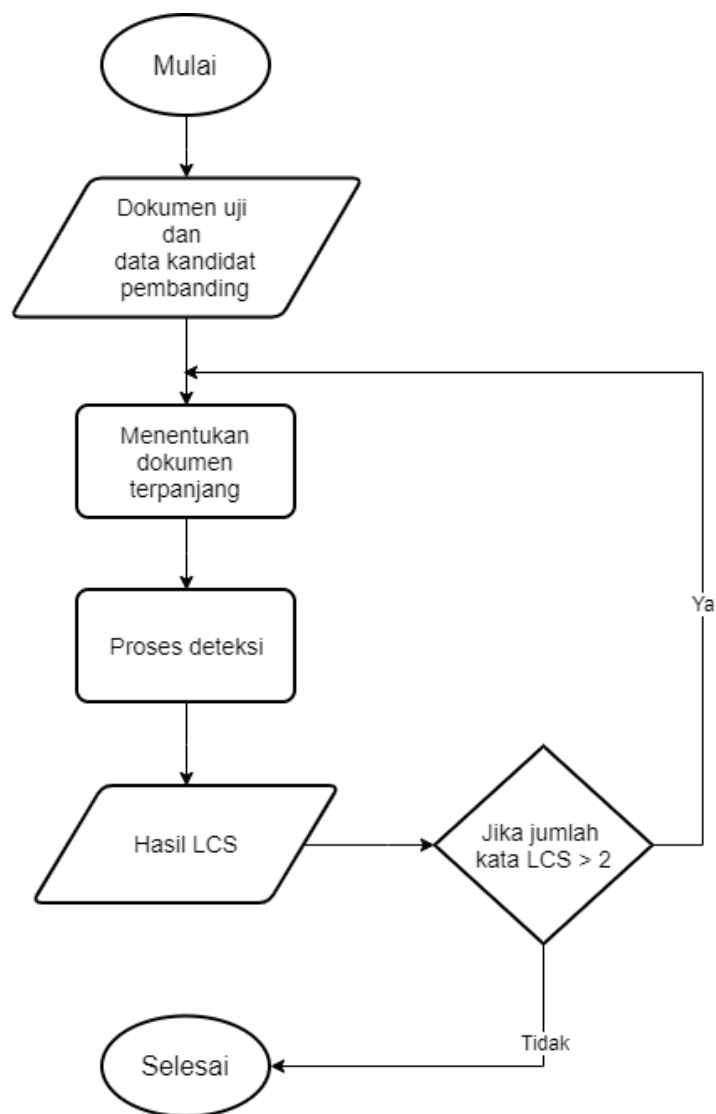 Mulai
Dokumen uji
dan
data kandidat
pembanding
Menentukan
dokumen
terpanjang
Proses deteksi
Ya
Hasil LCS
Jika jumlah
kata LCS > 2
Tidak
Selesai